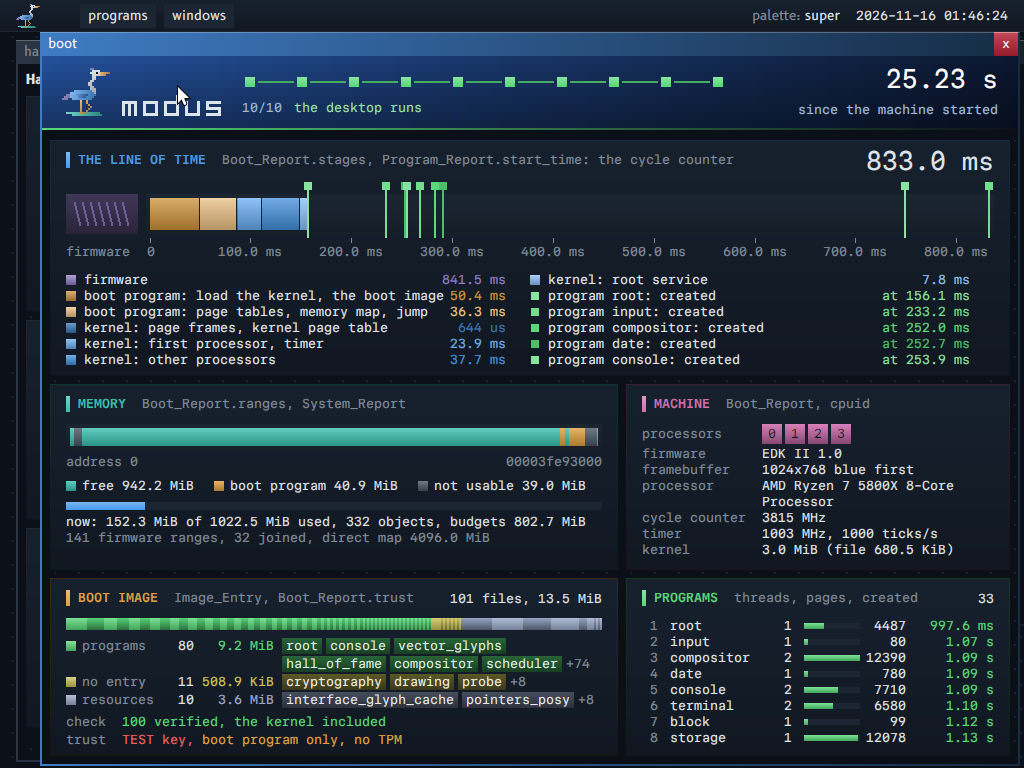 programs windows palette: super 2026-11-16 01:46:24
ha
boot x
Ha
MODUS
10/10 the desktop runs
25.23 s
since the machine started
THE LINE OF TIME Boot_Report.stages, Program_Report.start_time: the cycle counter 833.0 ms
firmware 0 100.0 ms 200.0 ms 300.0 ms 400.0 ms 500.0 ms 600.0 ms 700.0 ms 800.0 ms
firmware 841.5 ms
boot program: load the kernel, the boot image 50.4 ms
boot program: page tables, memory map, jump 36.3 ms
kernel: page frames, kernel page table 644 us
kernel: first processor, timer 23.9 ms
kernel: other processors 37.7 ms
kernel: root service 7.8 ms
program root: created at 156.1 ms
program input: created at 233.2 ms
program compositor: created at 252.0 ms
program date: created at 252.7 ms
program console: created at 253.9 ms
MEMORY Boot_Report.ranges, System_Report
address 0 00003fe93000
free 942.2 MiB boot program 40.9 MiB not usable 39.0 MiB
now: 152.3 MiB of 1022.5 MiB used, 332 objects, budgets 802.7 MiB
141 firmware ranges, 32 joined, direct map 4096.0 MiB
MACHINE Boot_Report, cpuid
processors 0 1 2 3
firmware EDK II 1.0
framebuffer 1024x768 blue first
processor AMD Ryzen 7 5800X 8-Core
Processor
cycle counter 3815 MHz
timer 1003 MHz, 1000 ticks/s
kernel 3.0 MiB (file 680.5 KiB)
BOOT IMAGE Image_Entry, Boot_Report.trust 101 files, 13.5 MiB
programs 80 9.2 MiB root console vector_glyphs
hall_of_fame compositor scheduler +74
no entry 11 508.9 KiB cryptography drawing probe +8
resources 10 3.6 MiB interface_glyph_cache pointers_posy +8
check 100 verified, the kernel included
trust TEST key, boot program only, no TPM
PROGRAMS threads, pages, created 33
1 root 1 4487 997.6 ms
2 input 1 80 1.07 s
3 compositor 2 12390 1.09 s
4 date 1 780 1.09 s
5 console 2 7710 1.09 s
6 terminal 2 6580 1.10 s
7 block 1 99 1.12 s
8 storage 1 12078 1.13 s